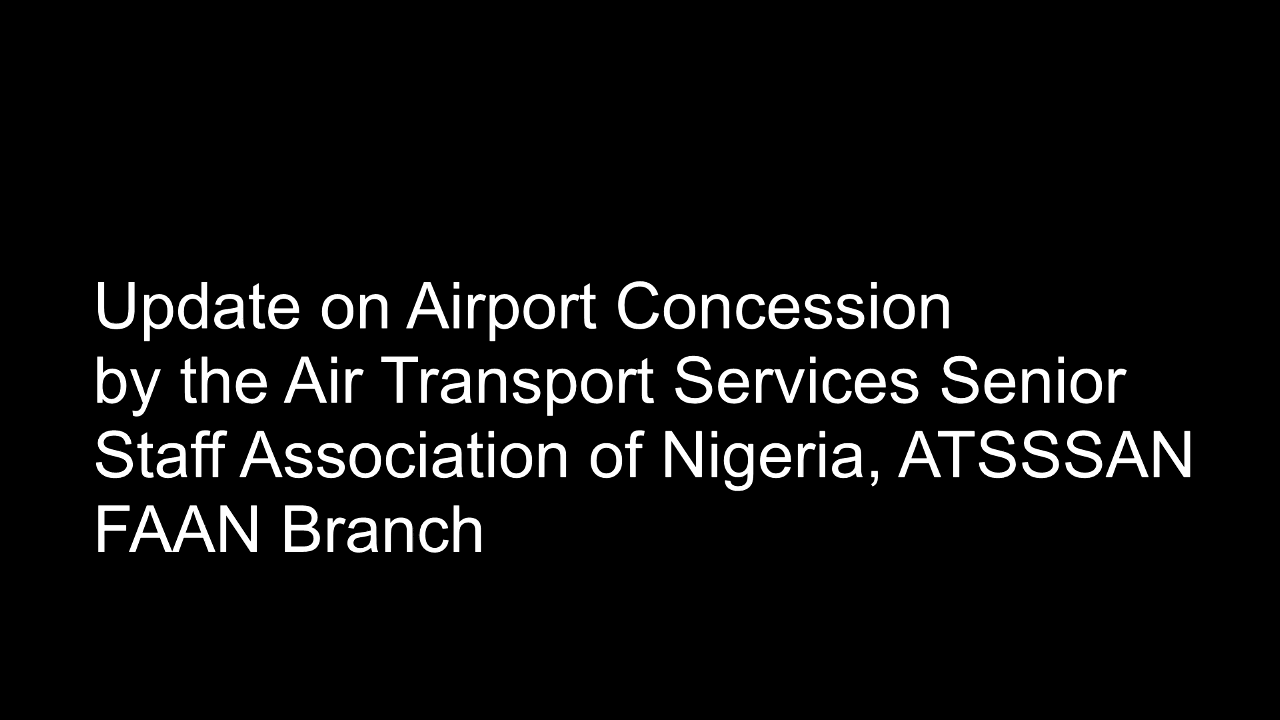 Update on Airport Concession
by the Air Transport Services Senior
Staff Association of Nigeria, ATSSSAN
FAAN Branch